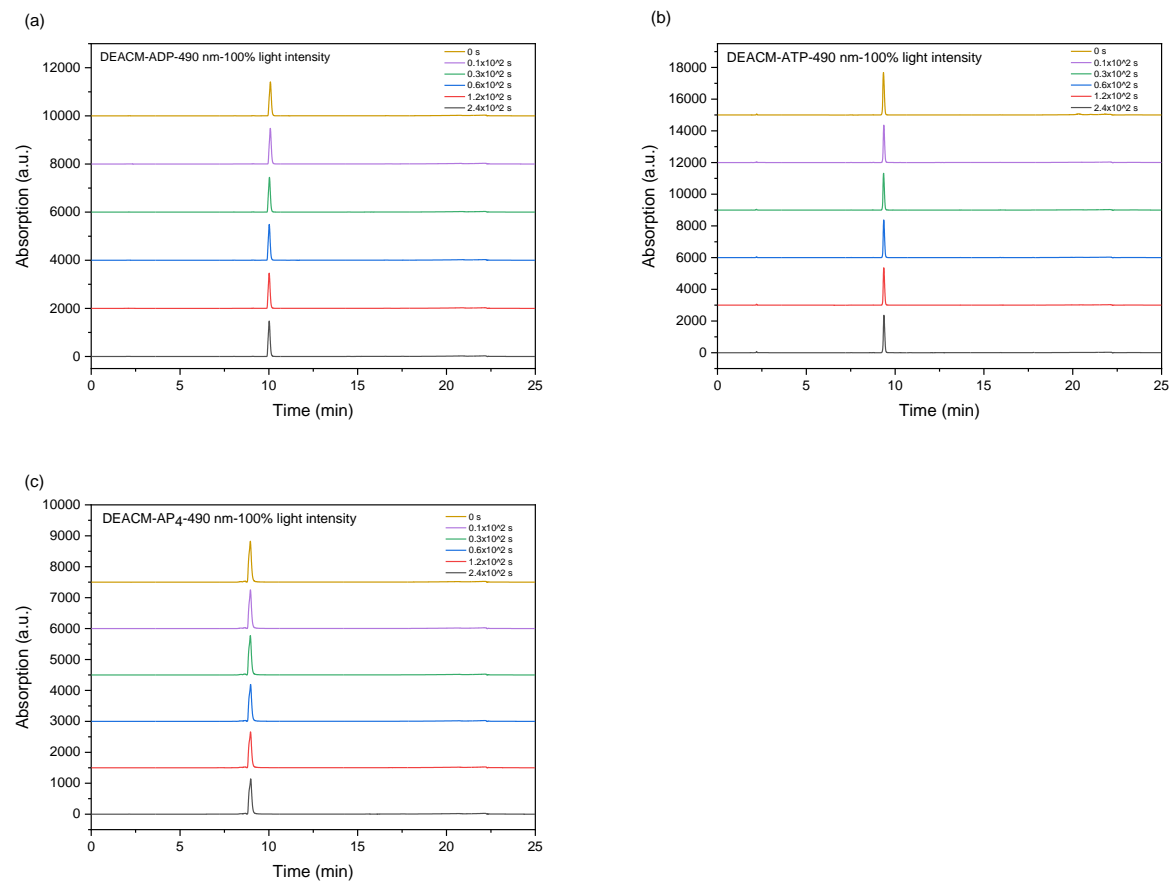 (a)
DEACM-ADP-490 nm-100% light intensity
0 s
0.1x10^2 s
0.3x10^2 s
0.6x10^2 s
1.2x10^2 s
2.4x10^2 s
12000
10000
8000
6000
4000
2000
0
Absorption (a.u.)
0 5 10 15 20 25
Time (min)
(b)
DEACM-ATP-490 nm-100% light intensity
0 s
0.1x10^2 s
0.3x10^2 s
0.6x10^2 s
1.2x10^2 s
2.4x10^2 s
18000
16000
14000
12000
10000
8000
6000
4000
2000
0
Absorption (a.u.)
0 5 10 15 20 25
Time (min)
(c)
DEACM-AP4-490 nm-100% light intensity
0 s
0.1x10^2 s
0.3x10^2 s
0.6x10^2 s
1.2x10^2 s
2.4x10^2 s
10000
9000
8000
7000
6000
5000
4000
3000
2000
1000
0
Absorption (a.u.)
0 5 10 15 20 25
Time (min)